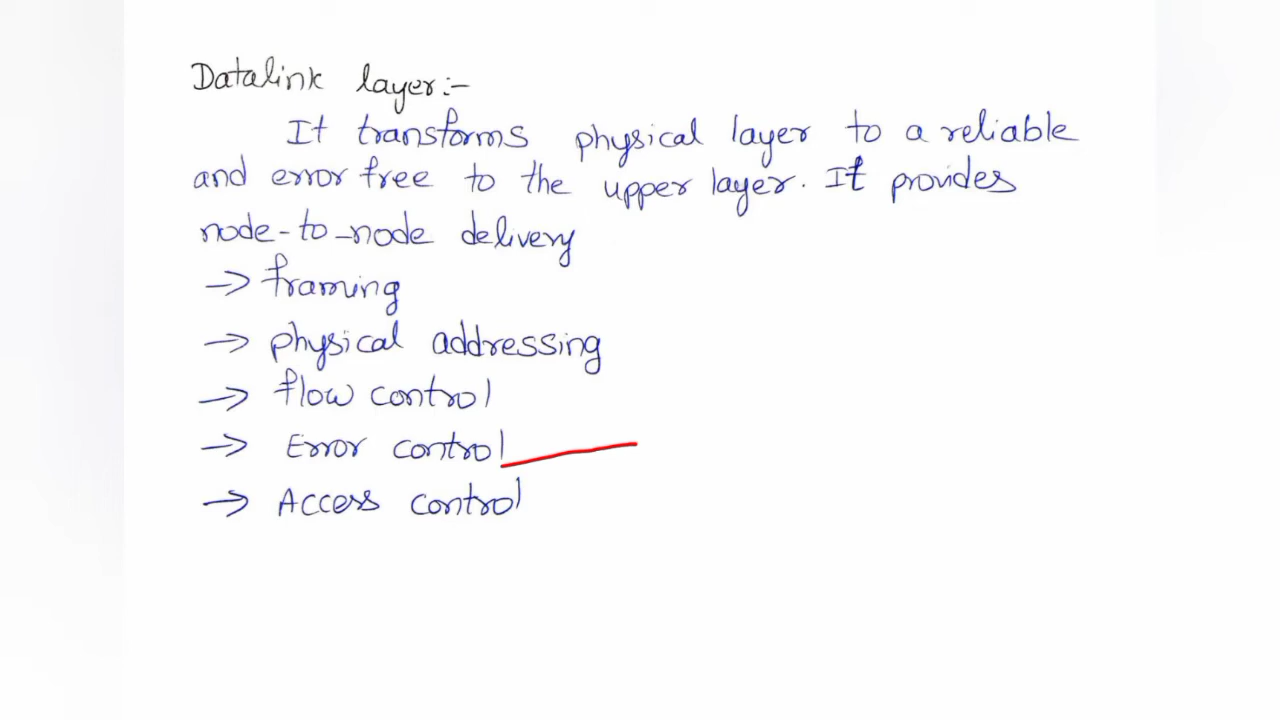 Datalink layer:-
It transforms physical layer to a reliable
and error free to the upper layer. It provides
node-to-node delivery
→ framing
→ physical addressing
→ flow control
→ Error control
→ Access control